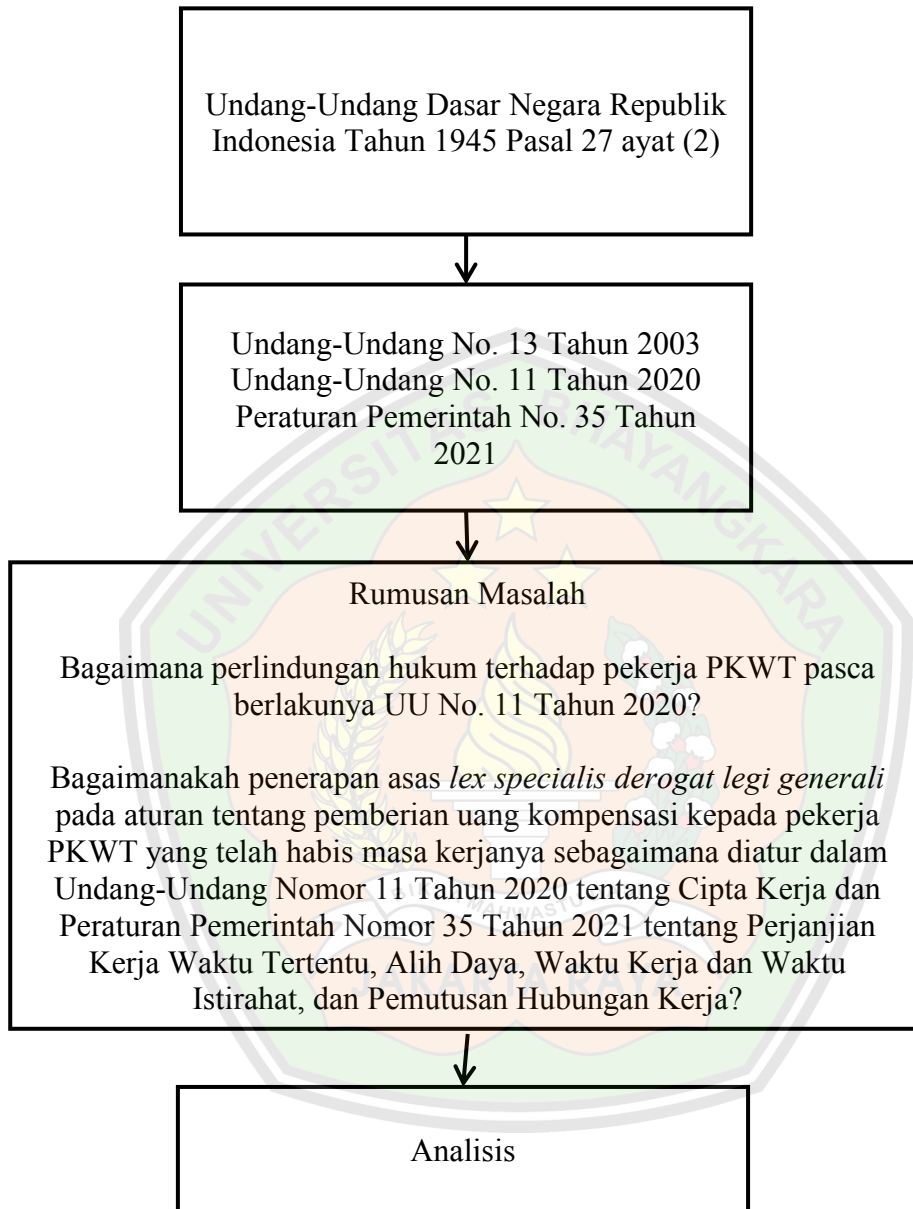 Undang-Undang Dasar Negara Republik
Indonesia Tahun 1945 Pasal 27 ayat (2)
Undang-Undang No. 13 Tahun 2003
Undang-Undang No. 11 Tahun 2020
Peraturan Pemerintah No. 35 Tahun
2021
Rumusan Masalah
Bagaimana perlindungan hukum terhadap pekerja PKWT pasca
berlakunya UU No. 11 Tahun 2020?
Bagaimanakah penerapan asas lex specialis derogat legi generali
pada aturan tentang pemberian uang kompensasi kepada pekerja
PKWT yang telah habis masa kerjanya sebagaimana diatur dalam
Undang-Undang Nomor 11 Tahun 2020 tentang Cipta Kerja dan
Peraturan Pemerintah Nomor 35 Tahun 2021 tentang Perjanjian
Kerja Waktu Tertentu, Alih Daya, Waktu Kerja dan Waktu
Istirahat, dan Pemutusan Hubungan Kerja?
Analisis
UNIVERSITAS BHAYANGKARA
JAKARTA RAYA